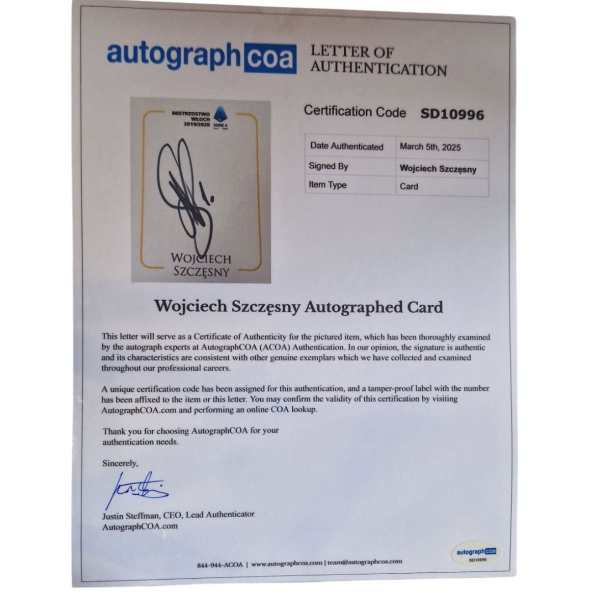 autographcoa
LETTER OF
AUTHENTICATION
MISTRZOSTWO
WŁOCH
2019/2020
SERIE A
WOJCIECH
SZCZĘSNY
Certification Code SD10996
Date Authenticated March 5th, 2025
Signed By Wojciech Szczęsny
Item Type Card
Wojciech Szczęsny Autographed Card
This letter will serve as a Certificate of Authenticity for the pictured item, which has been thoroughly examined
by the autograph experts at AutographCOA (ACOA) Authentication. In our opinion, the signature is authentic
and its characteristics are consistent with other genuine exemplars which we have collected and examined
throughout our professional careers.
A unique certification code has been assigned for this authentication, and a tamper-proof label with the number
has been affixed to the item or this letter. You may confirm the validity of this certification by visiting
AutographCOA.com and performing an online COA lookup.
Thank you for choosing AutographCOA for your
authentication needs.
Sincerely,
Justin Steffman, CEO, Lead Authenticator
AutographCOA.com
844-944-ACOA | www.autographcoa.com | team@autographcoa.com
autographcoa
SD10996